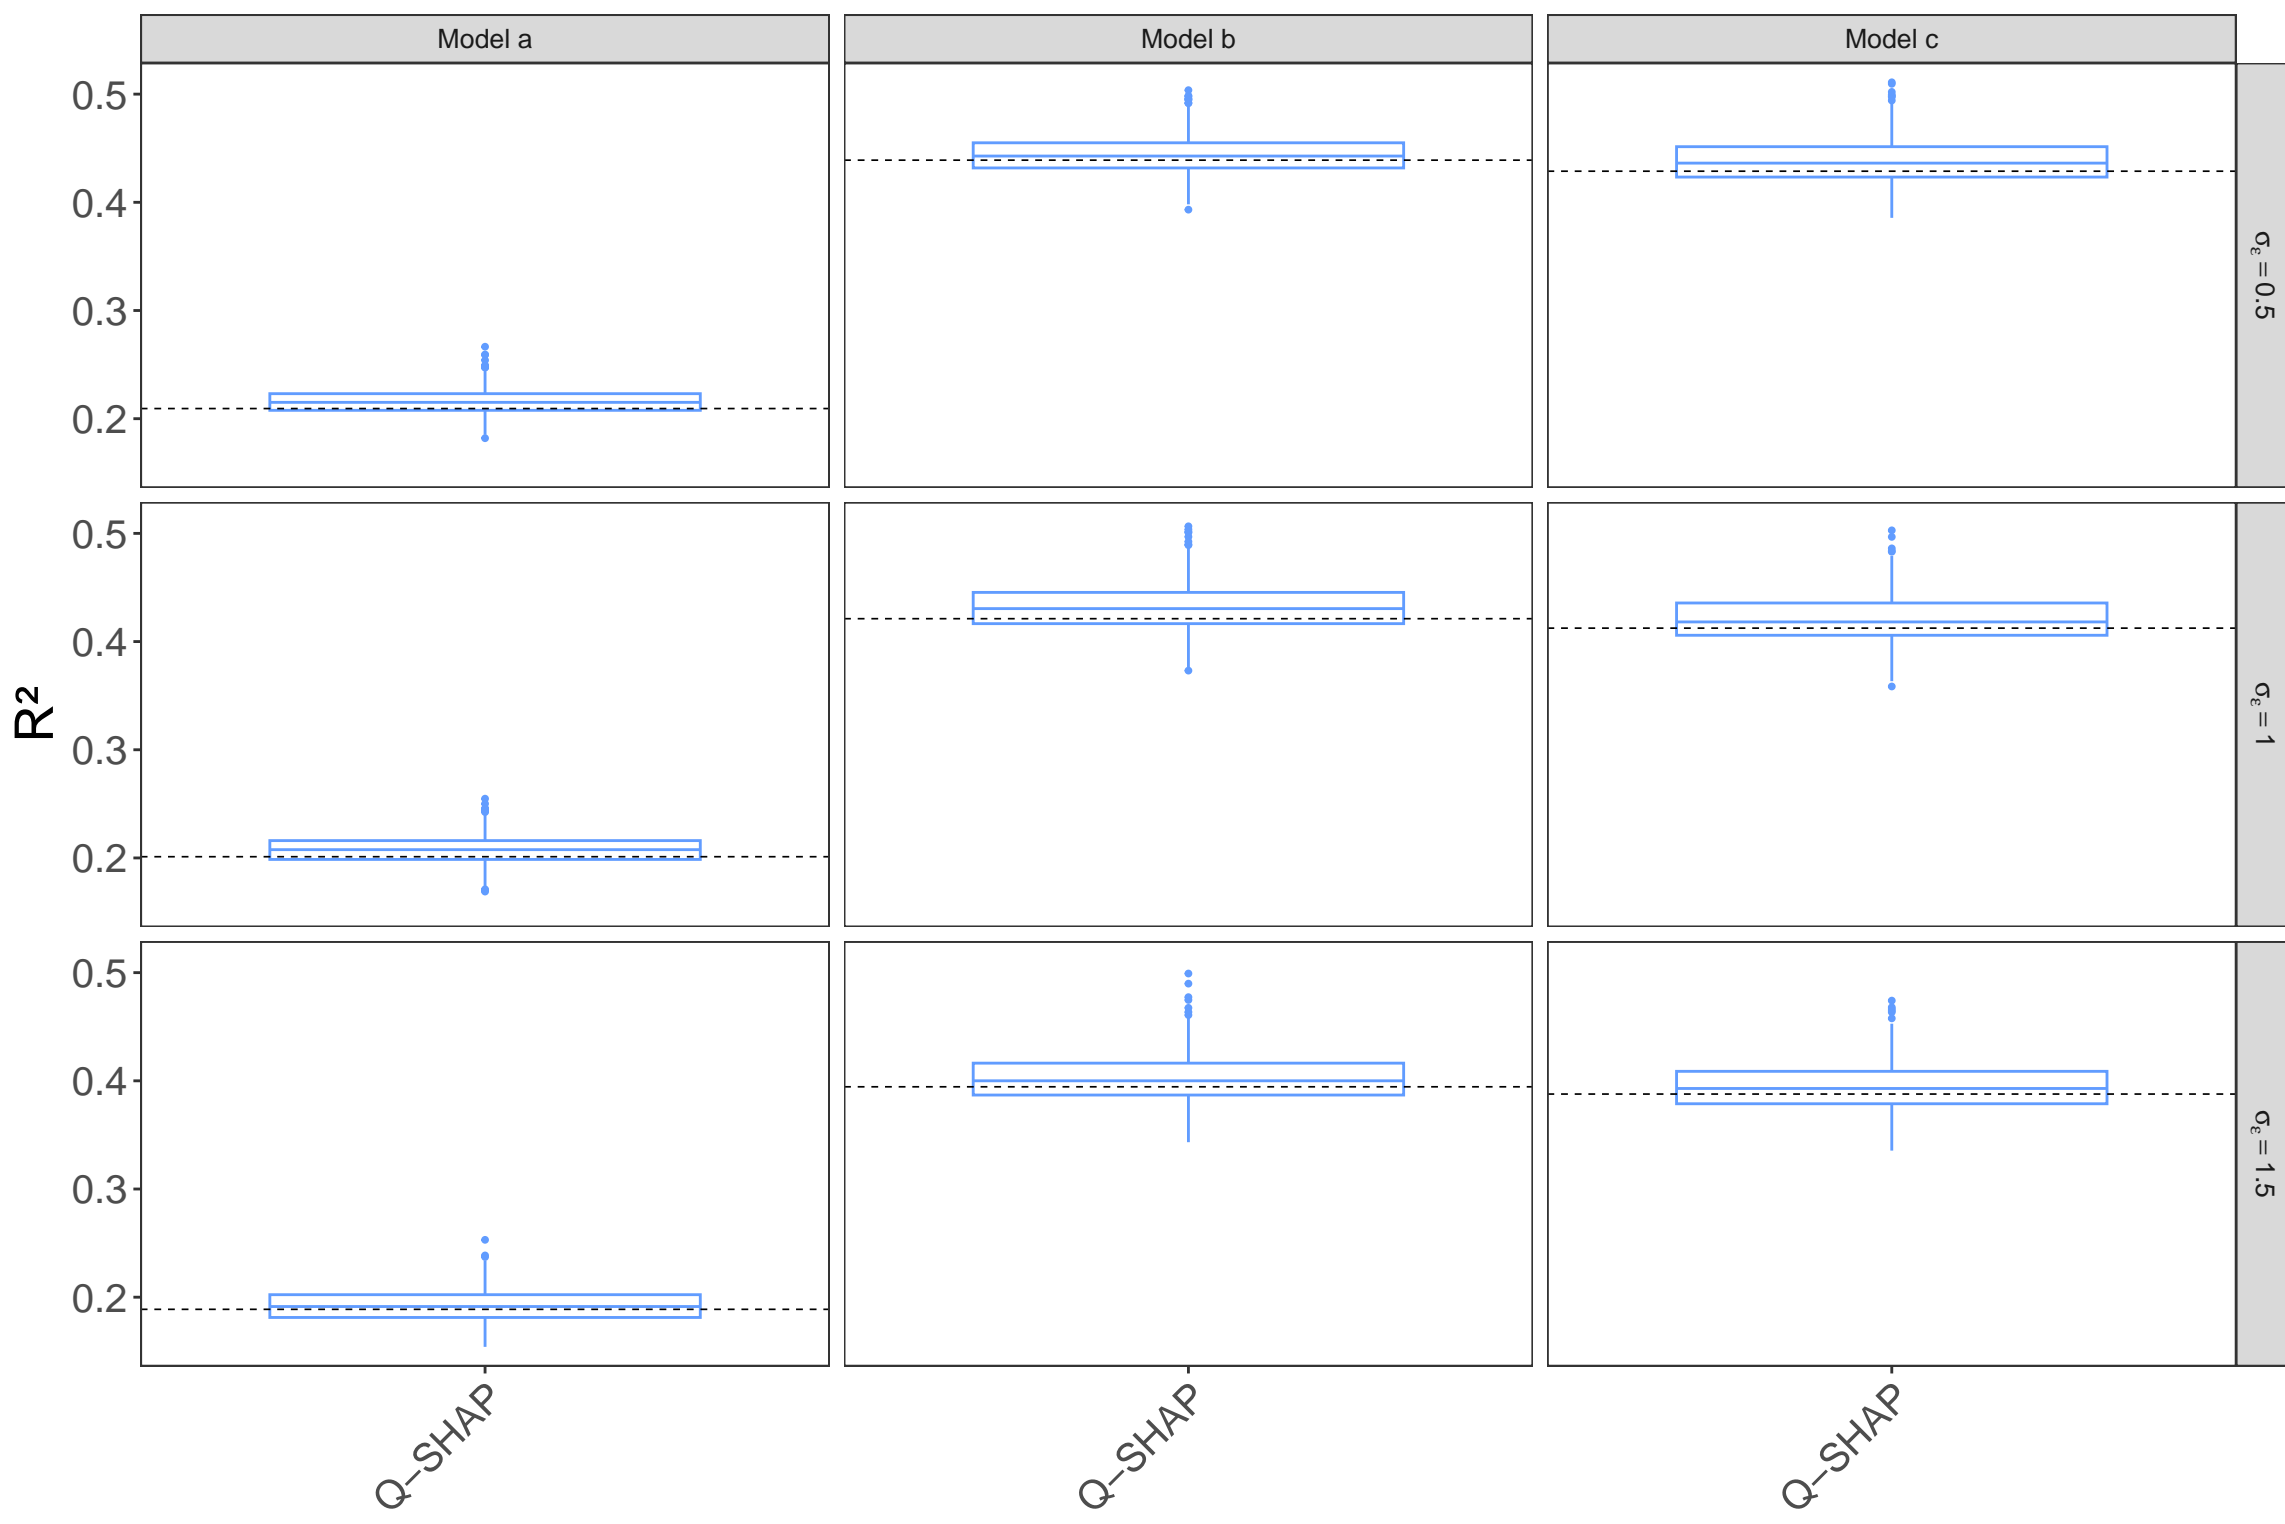 Model a
Model b
Model c
R²
0.5
0.4
0.3
0.2
σε = 0.5
0.5
0.4
0.3
0.2
σε = 1
0.5
0.4
0.3
0.2
σε = 1.5
Q−SHAP
Q−SHAP
Q−SHAP